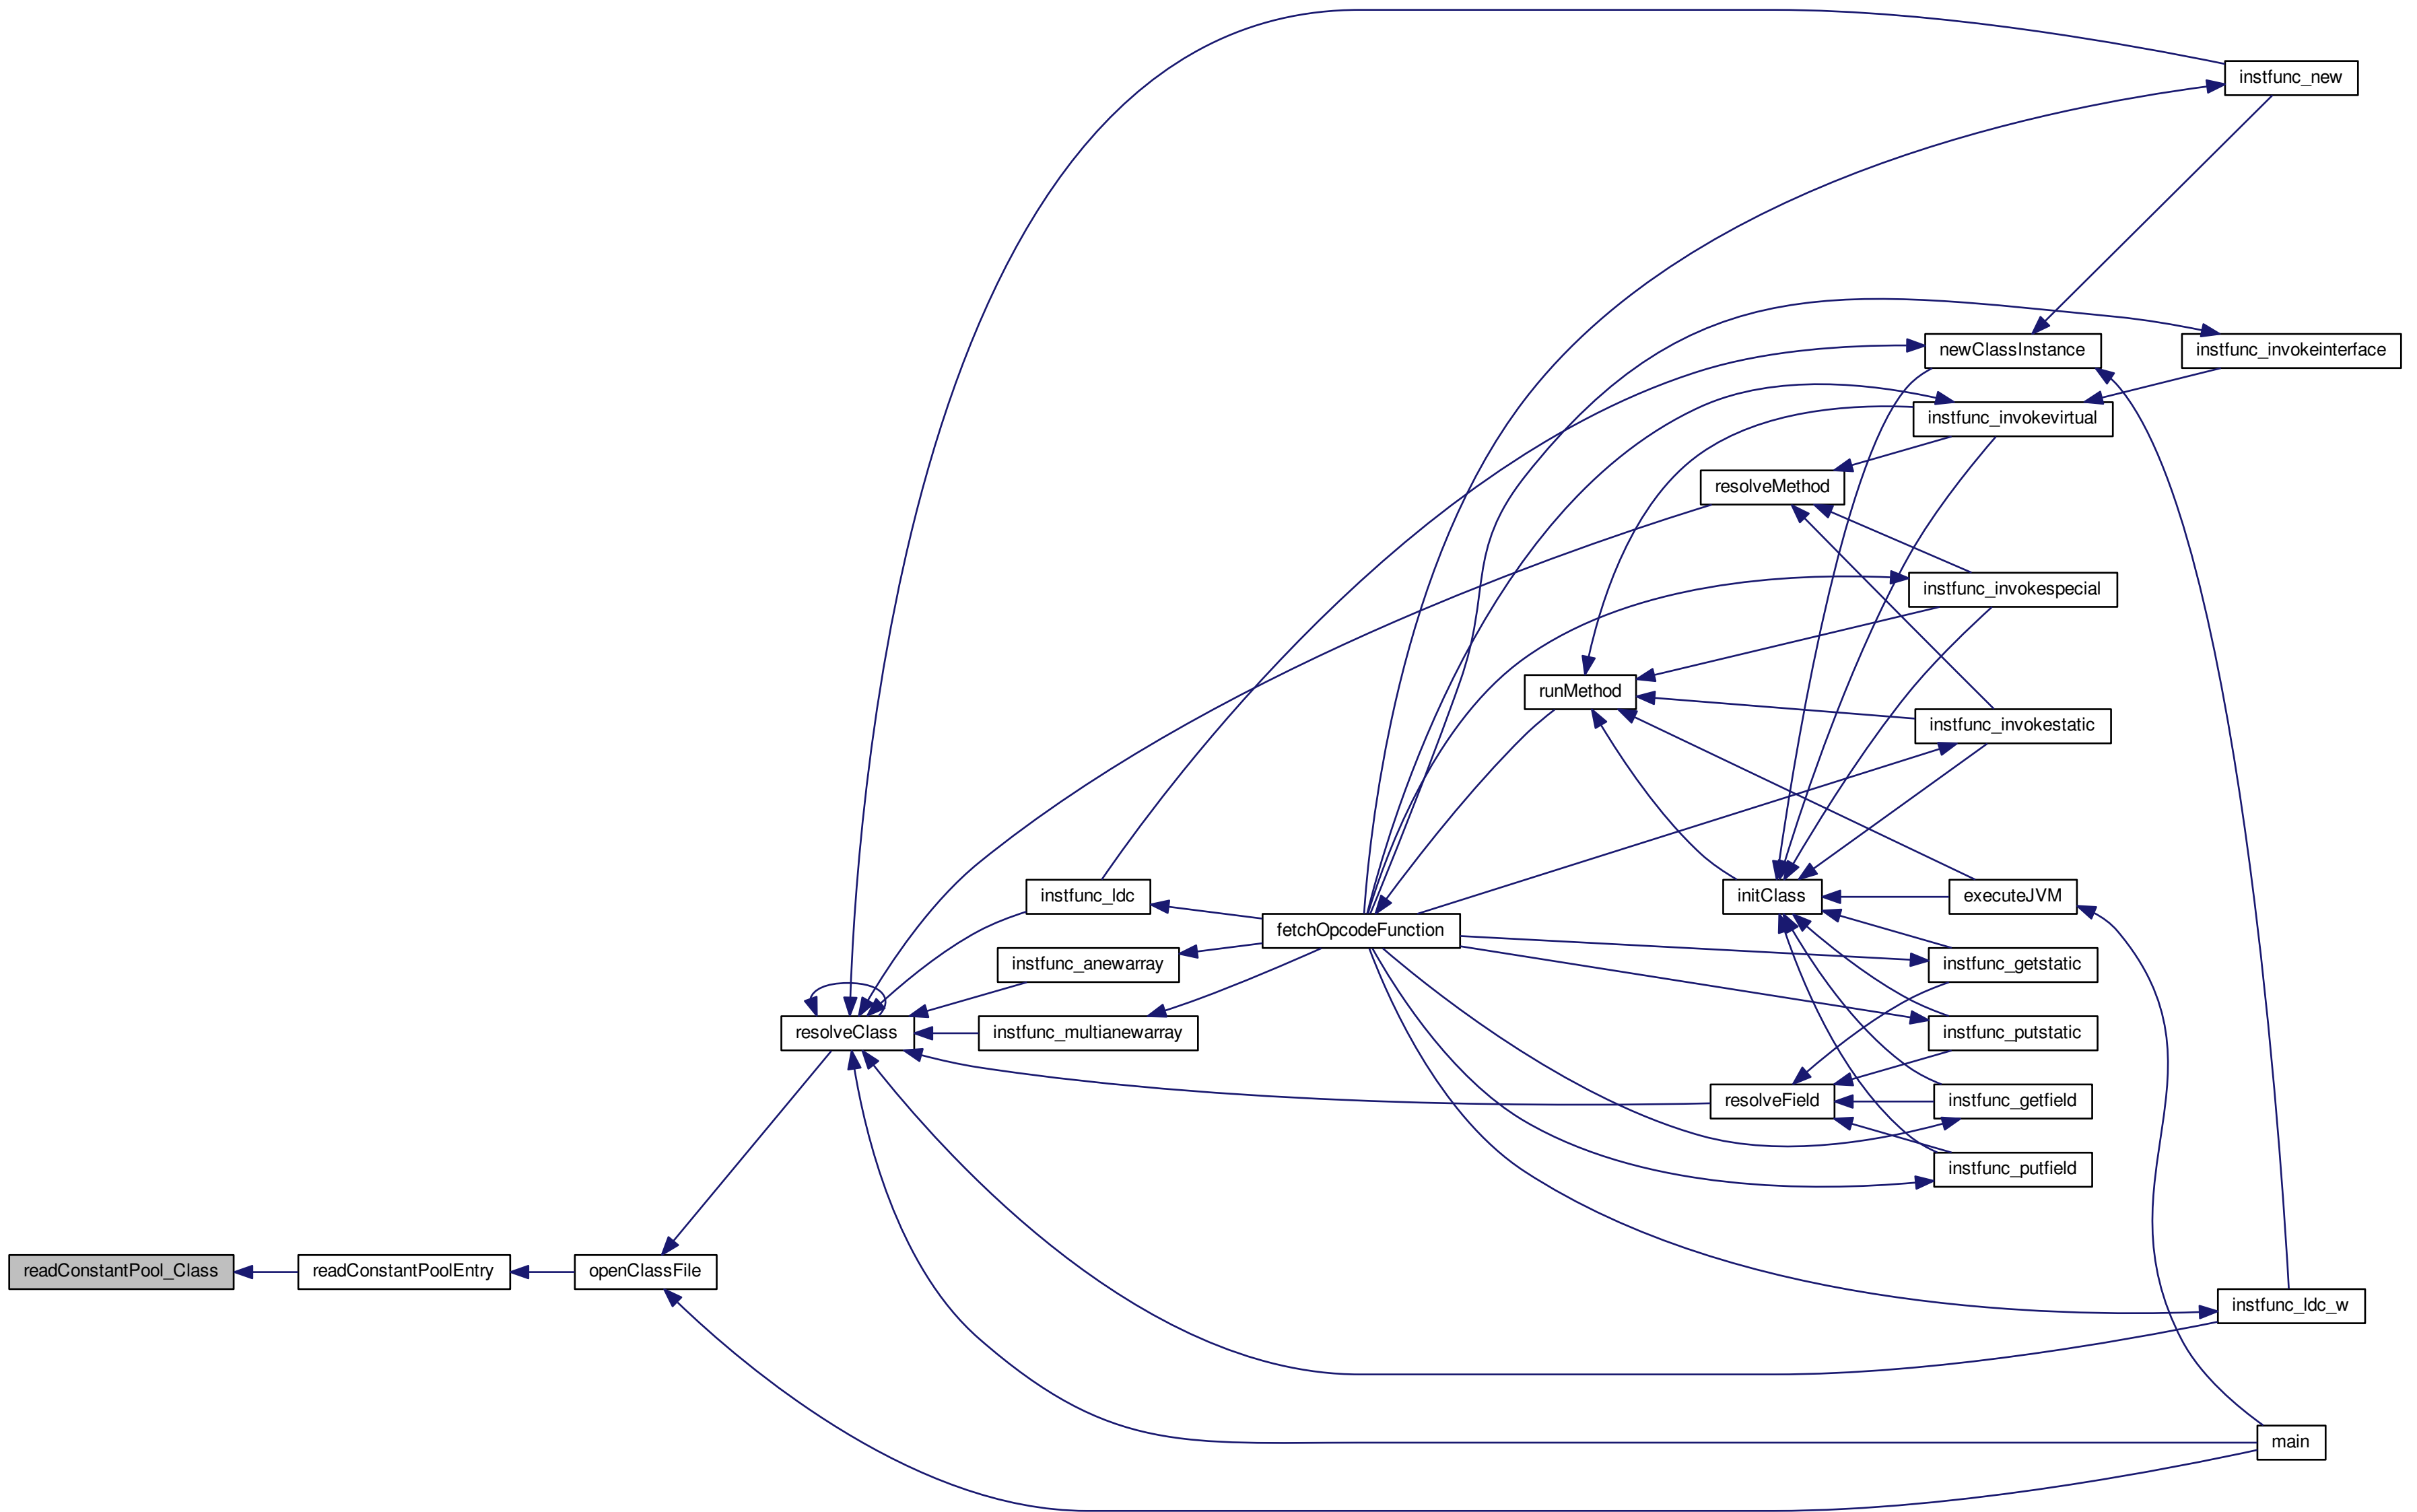 instfunc_new
newClassInstance
instfunc_invokeinterface
instfunc_invokevirtual
resolveMethod
instfunc_invokespecial
runMethod
instfunc_invokestatic
instfunc_ldc
initClass
executeJVM
fetchOpcodeFunction
instfunc_anewarray
instfunc_getstatic
resolveClass
instfunc_multianewarray
instfunc_putstatic
resolveField
instfunc_getfield
instfunc_putfield
readConstantPool_Class
readConstantPoolEntry
openClassFile
instfunc_ldc_w
main